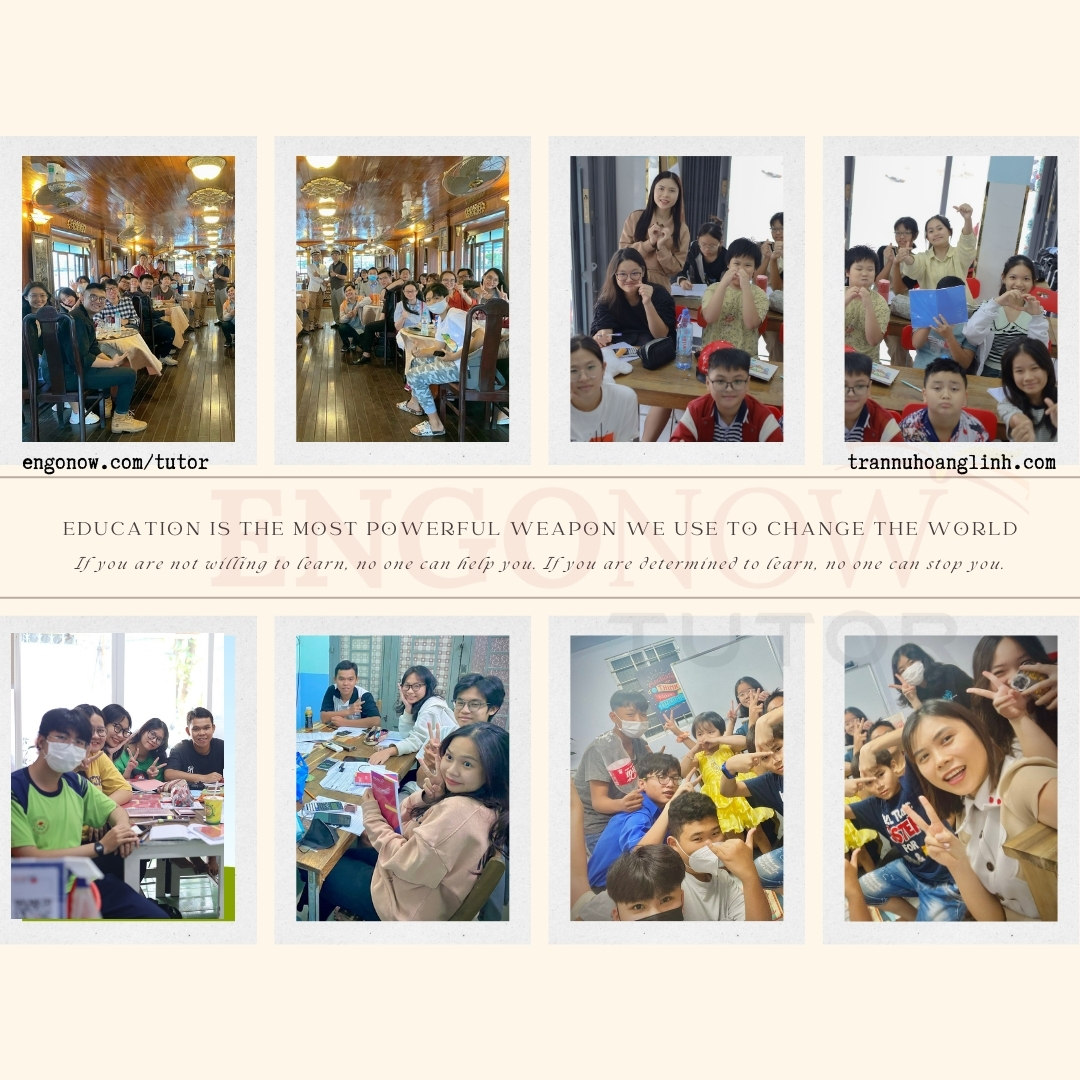 engonow.com/tutor
trannuhoanglinh.com
ENGONOW
EDUCATION IS THE MOST POWERFUL WEAPON WE USE TO CHANGE THE WORLD
If you are not willing to learn, no one can help you. If you are determined to learn, no one can stop you.
TUTOR